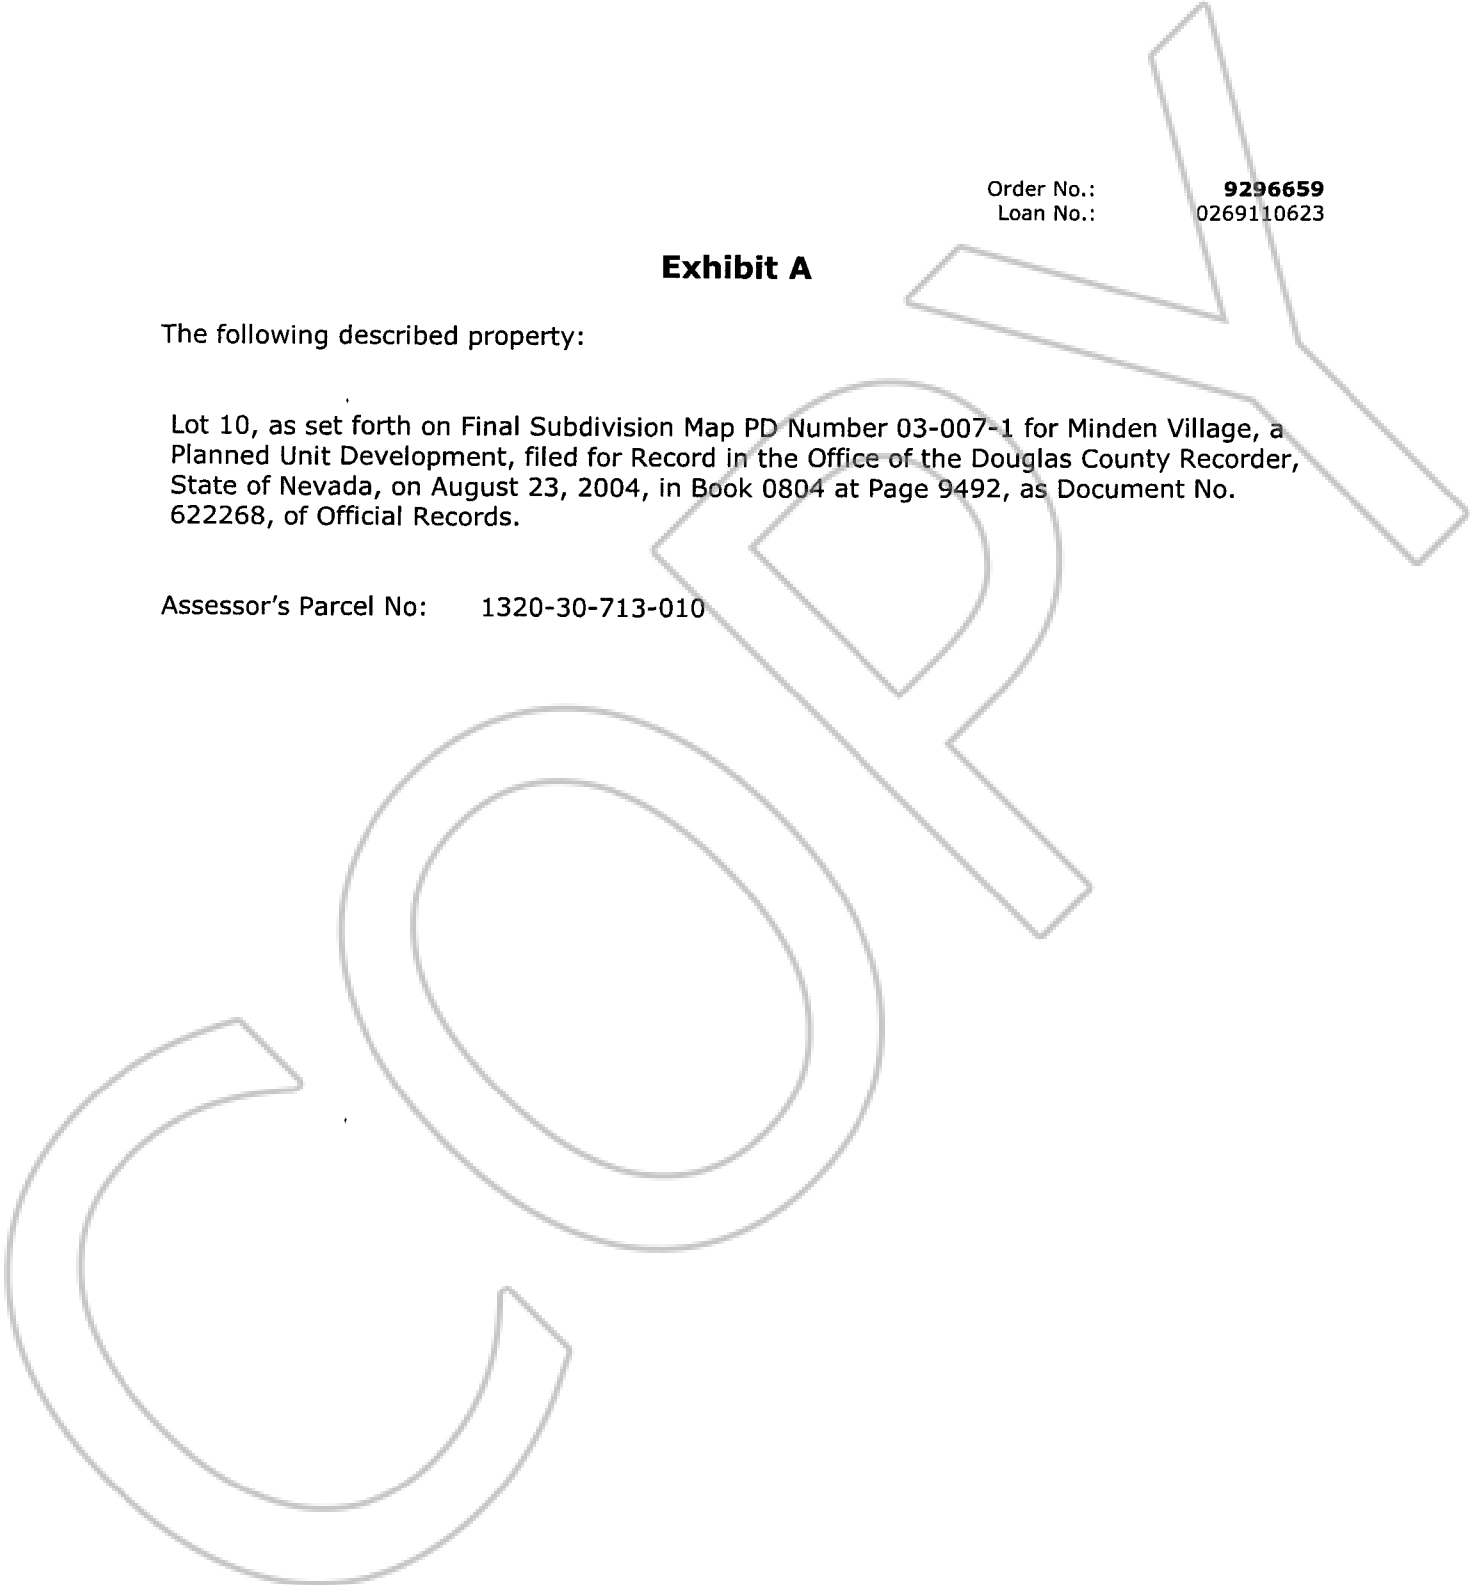 Order No.: 9296659
Loan No.: 0269110623
Exhibit A
The following described property:
Lot 10, as set forth on Final Subdivision Map PD Number 03-007-1 for Minden Village, a
Planned Unit Development, filed for Record in the Office of the Douglas County Recorder,
State of Nevada, on August 23, 2004, in Book 0804 at Page 9492, as Document No.
622268, of Official Records.
Assessor's Parcel No: 1320-30-713-010
COPY